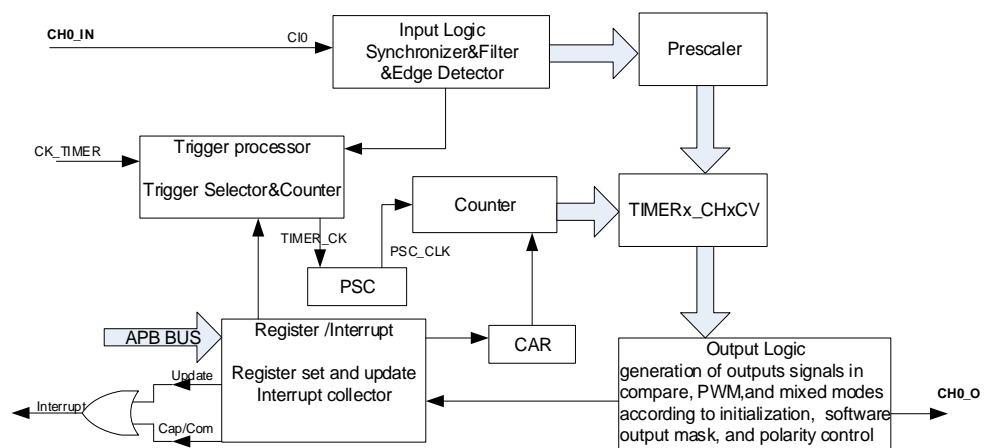 CH0_IN
CI0
Input Logic
Synchronizer&Filter
&Edge Detector
Prescaler
CK_TIMER
Trigger processor
Trigger Selector&Counter
Counter
TIMERx_CHxCV
TIMER_CK
PSC_CLK
PSC
APB BUS
Register /Interrupt
Register set and update
Interrupt collector
CAR
Output Logic
generation of outputs signals in
compare, PWM,and mixed modes
according to initialization, software
output mask, and polarity control
CH0_O
Update
Interrupt
Cap/Com